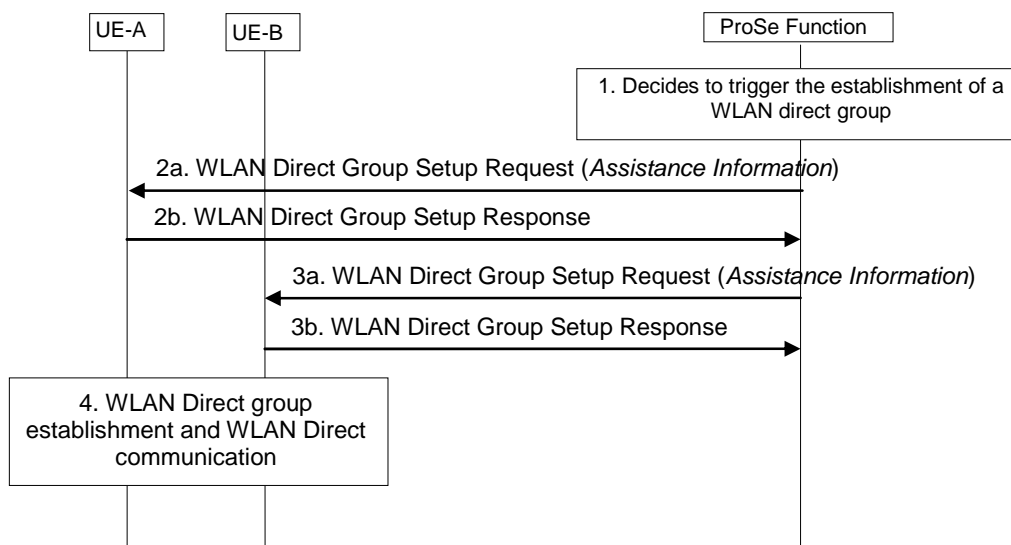 UE-A
UE-B
ProSe Function
1. Decides to trigger the establishment of a
WLAN direct group
2a. WLAN Direct Group Setup Request (Assistance Information)
2b. WLAN Direct Group Setup Response
3a. WLAN Direct Group Setup Request (Assistance Information)
3b. WLAN Direct Group Setup Response
4. WLAN Direct group
establishment and WLAN Direct
communication